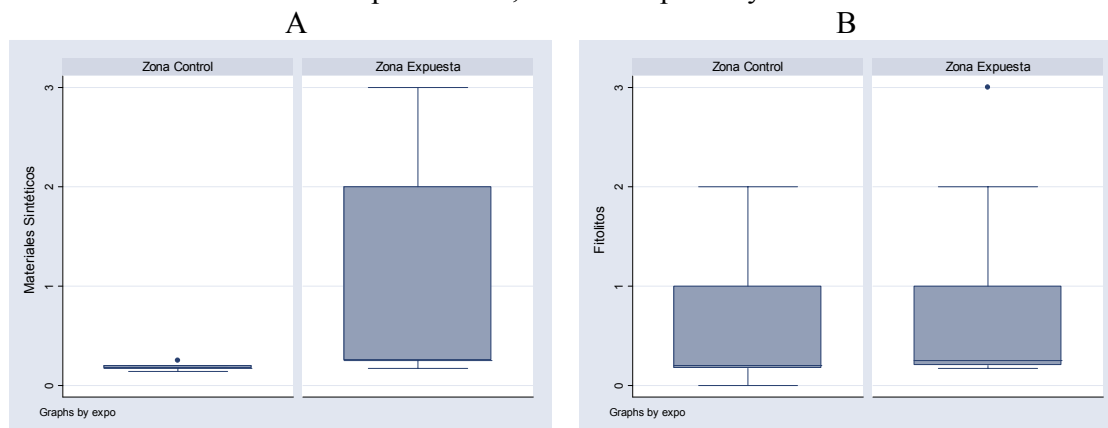 A
B
Zona Control
Zona Expuesta
3
2
1
0
Materiales Sintéticos
Graphs by expo
Zona Control
Zona Expuesta
3
2
1
0
Fitolitos
Graphs by expo